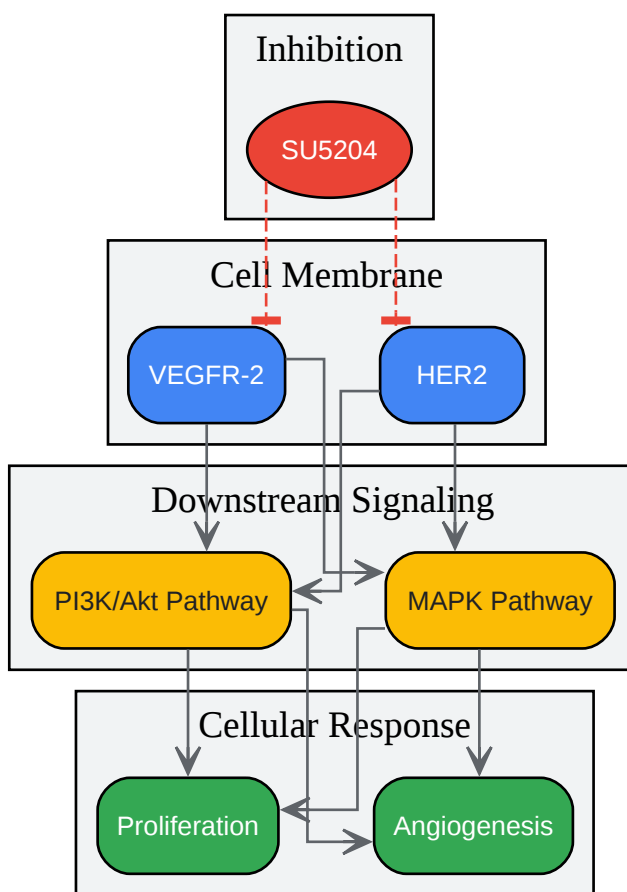 Inhibition
SU5204
Cell Membrane
VEGFR-2
HER2
Downstream Signaling
PI3K/Akt Pathway
MAPK Pathway
Cellular Response
Proliferation
Angiogenesis